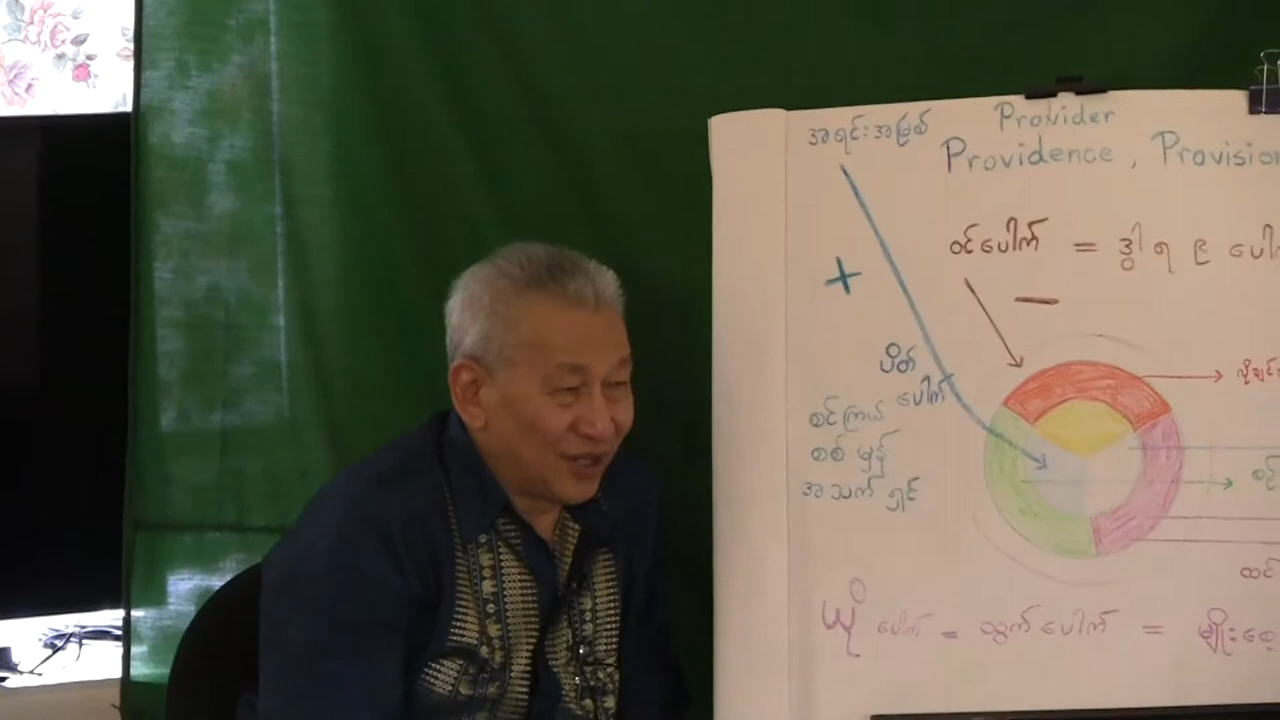 အရင်းအမြစ်
Provider
Providence, Provision
ဝင်ပေါက် = ဒွါရ ၉ ပေါ
+
−
ပိတ်
ပေါက်
စင်ကြယ်
စစ်မှန်
အသက်ရှင်
ယို ပေါက် = ထွက်ပေါက် = မျိုးစေ့